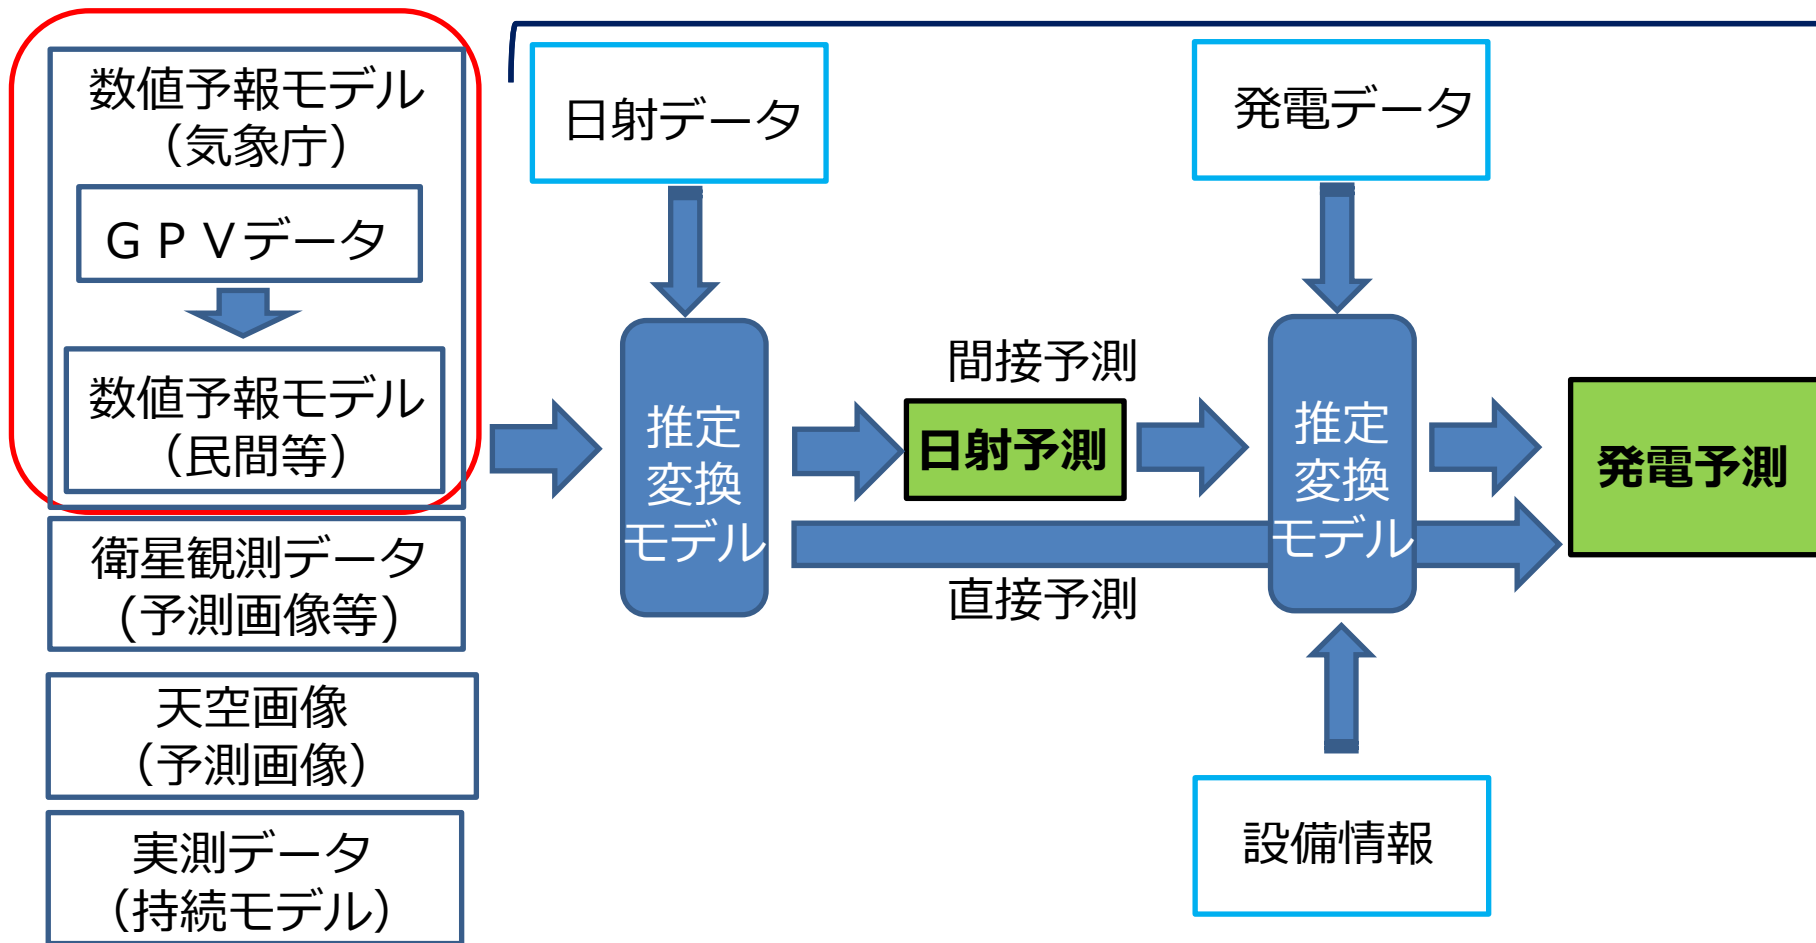 数値予報モデル
（気象庁）
ＧＰＶデータ
数値予報モデル
（民間等）
衛星観測データ
(予測画像等)
天空画像
（予測画像）
実測データ
（持続モデル）
日射データ
推定
変換
モデル
間接予測
日射予測
直接予測
発電データ
推定
変換
モデル
設備情報
発電予測